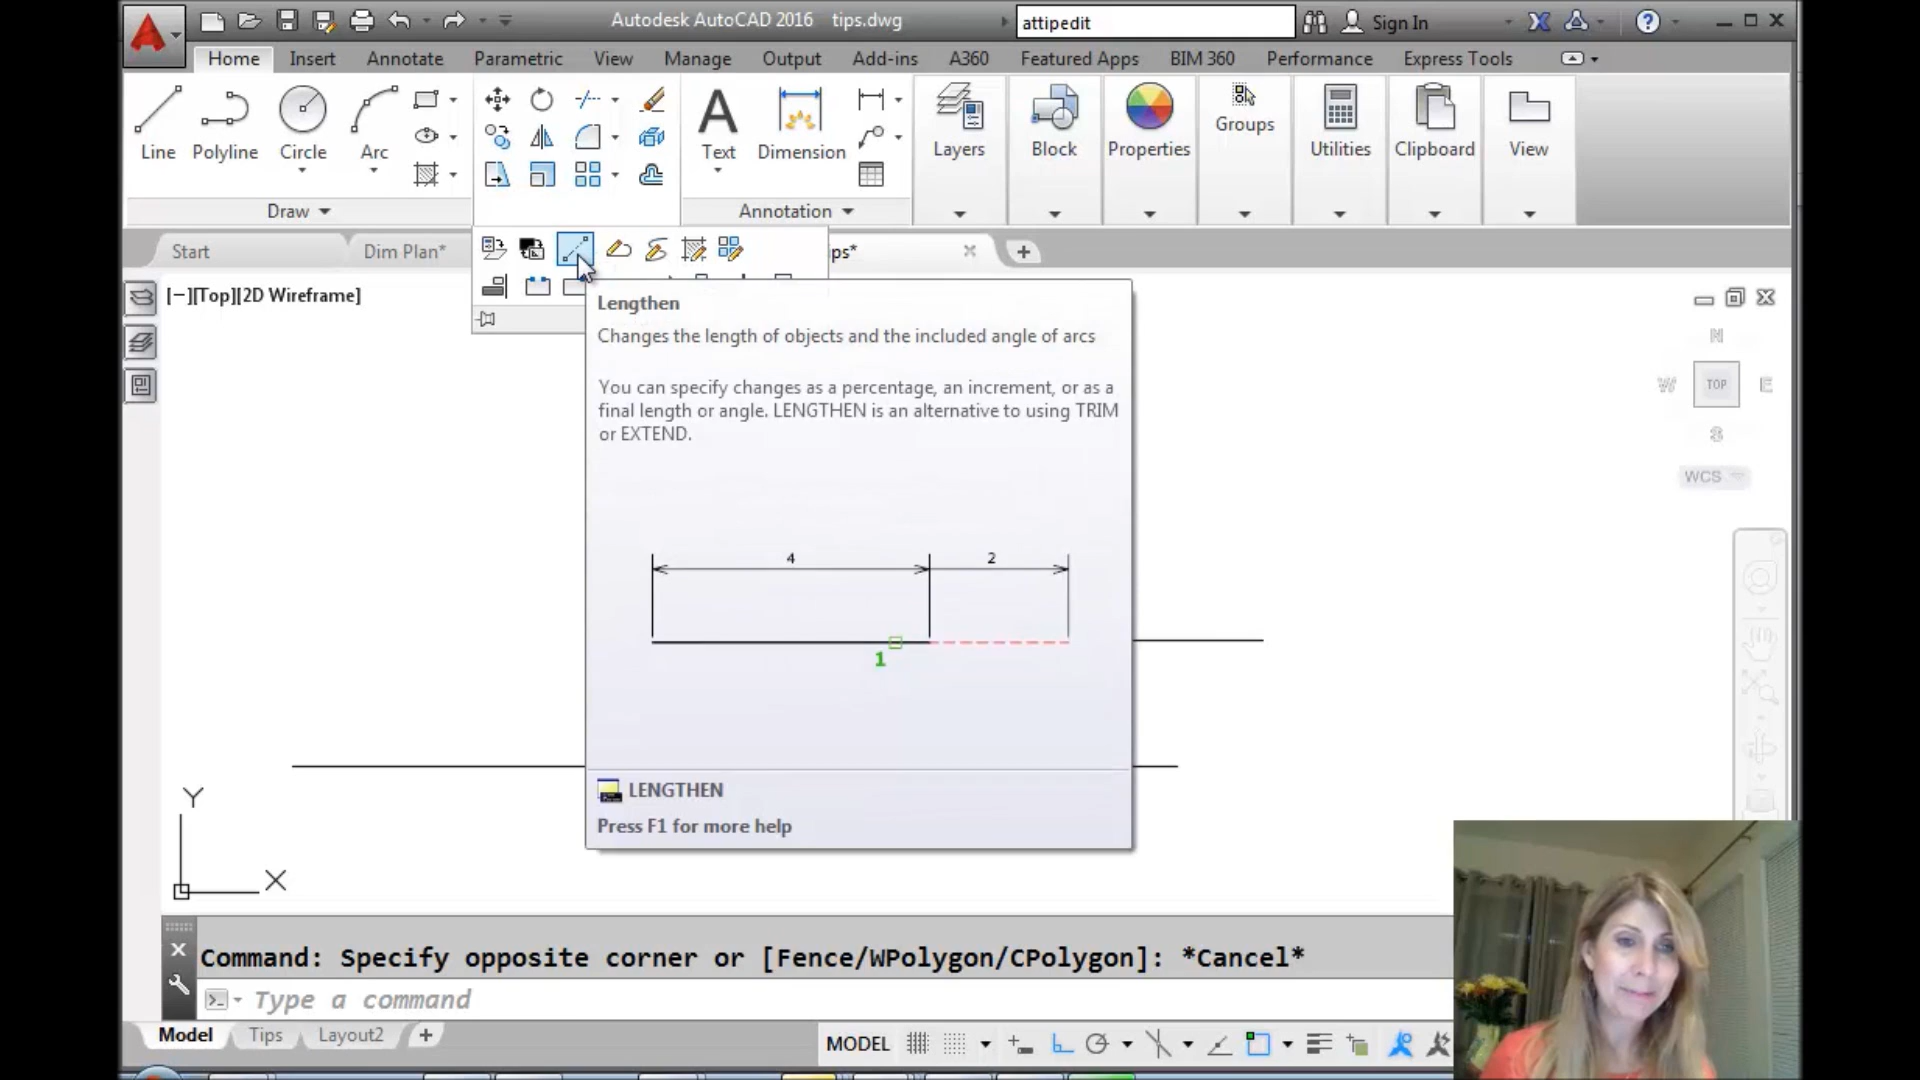 Autodesk AutoCAD 2016 tips.dwg
attipedit
Sign In
Home Insert Annotate Parametric View Manage Output Add-ins A360 Featured Apps BIM 360 Performance Express Tools
Line Polyline Circle Arc
Text Dimension
Layers Block Properties Groups Utilities Clipboard View
Draw
Annotation
Start
Dim Plan*
ps*
[−][Top][2D Wireframe]
N
W TOP E
S
WCS
Lengthen
Changes the length of objects and the included angle of arcs
You can specify changes as a percentage, an increment, or as a
final length or angle. LENGTHEN is an alternative to using TRIM
or EXTEND.
4 2
1
LENGTHEN
Press F1 for more help
Y
X
Command: Specify opposite corner or [Fence/WPolygon/CPolygon]: *Cancel*
Type a command
Model Tips Layout2
MODEL